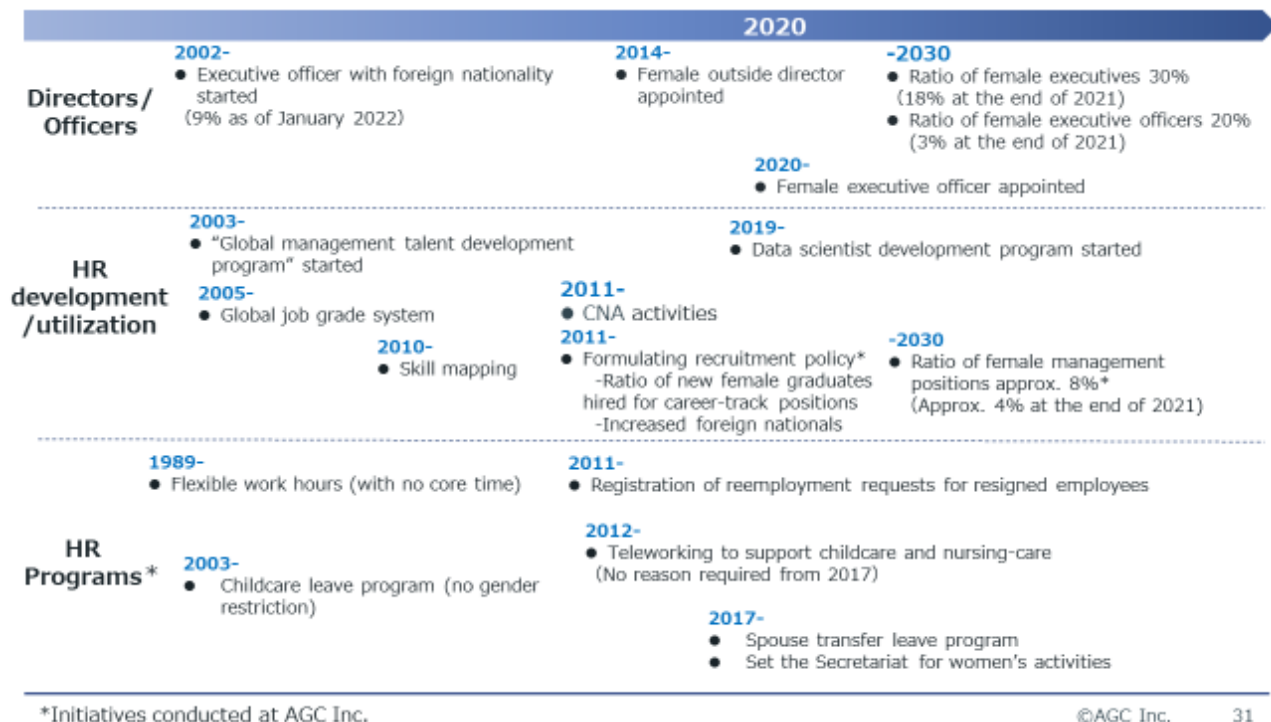 2020
Directors/
Officers
2002-
● Executive officer with foreign nationality
started
(9% as of January 2022)
2014-
● Female outside director
appointed
-2030
● Ratio of female executives 30%
(18% at the end of 2021)
● Ratio of female executive officers 20%
(3% at the end of 2021)
2020-
● Female executive officer appointed
HR
development
/utilization
2003-
● “Global management talent development
program” started
2019-
● Data scientist development program started
2005-
● Global job grade system
2011-
● CNA activities
2010-
● Skill mapping
2011-
● Formulating recruitment policy*
-Ratio of new female graduates
hired for career-track positions
-Increased foreign nationals
-2030
● Ratio of female management
positions approx. 8%*
(Approx. 4% at the end of 2021)
HR
Programs*
1989-
● Flexible work hours (with no core time)
2011-
● Registration of reemployment requests for resigned employees
2003-
● Childcare leave program (no gender
restriction)
2012-
● Teleworking to support childcare and nursing-care
(No reason required from 2017)
2017-
● Spouse transfer leave program
● Set the Secretariat for women's activities
*Initiatives conducted at AGC Inc.
©AGC Inc. 31